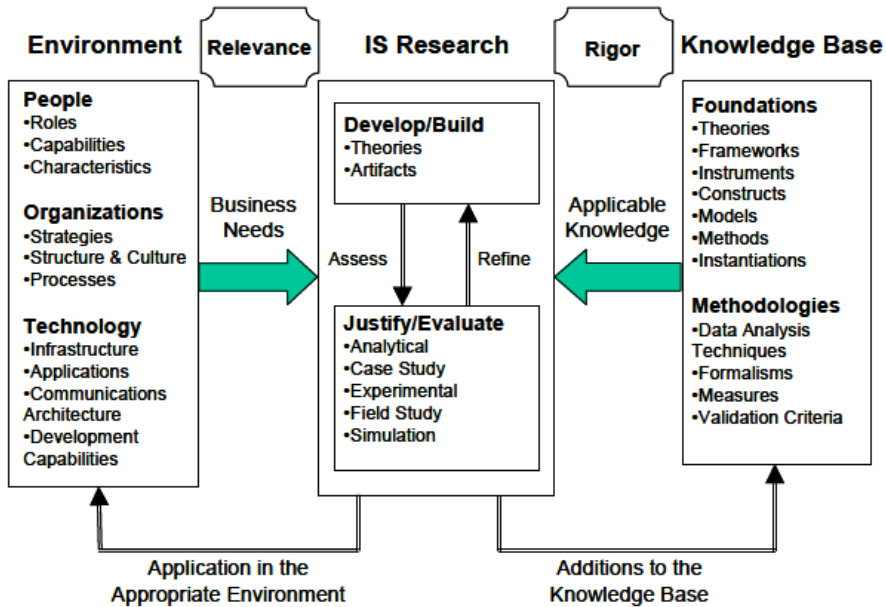 Environment
Relevance
IS Research
Rigor
Knowledge Base
People
•Roles
•Capabilities
•Characteristics
Organizations
•Strategies
•Structure & Culture
•Processes
Technology
•Infrastructure
•Applications
•Communications
Architecture
•Development
Capabilities
Business
Needs
Develop/Build
•Theories
•Artifacts
Assess
Refine
Justify/Evaluate
•Analytical
•Case Study
•Experimental
•Field Study
•Simulation
Applicable
Knowledge
Foundations
•Theories
•Frameworks
•Instruments
•Constructs
•Models
•Methods
•Instantiations
Methodologies
•Data Analysis
Techniques
•Formalisms
•Measures
•Validation Criteria
Application in the
Appropriate Environment
Additions to the
Knowledge Base